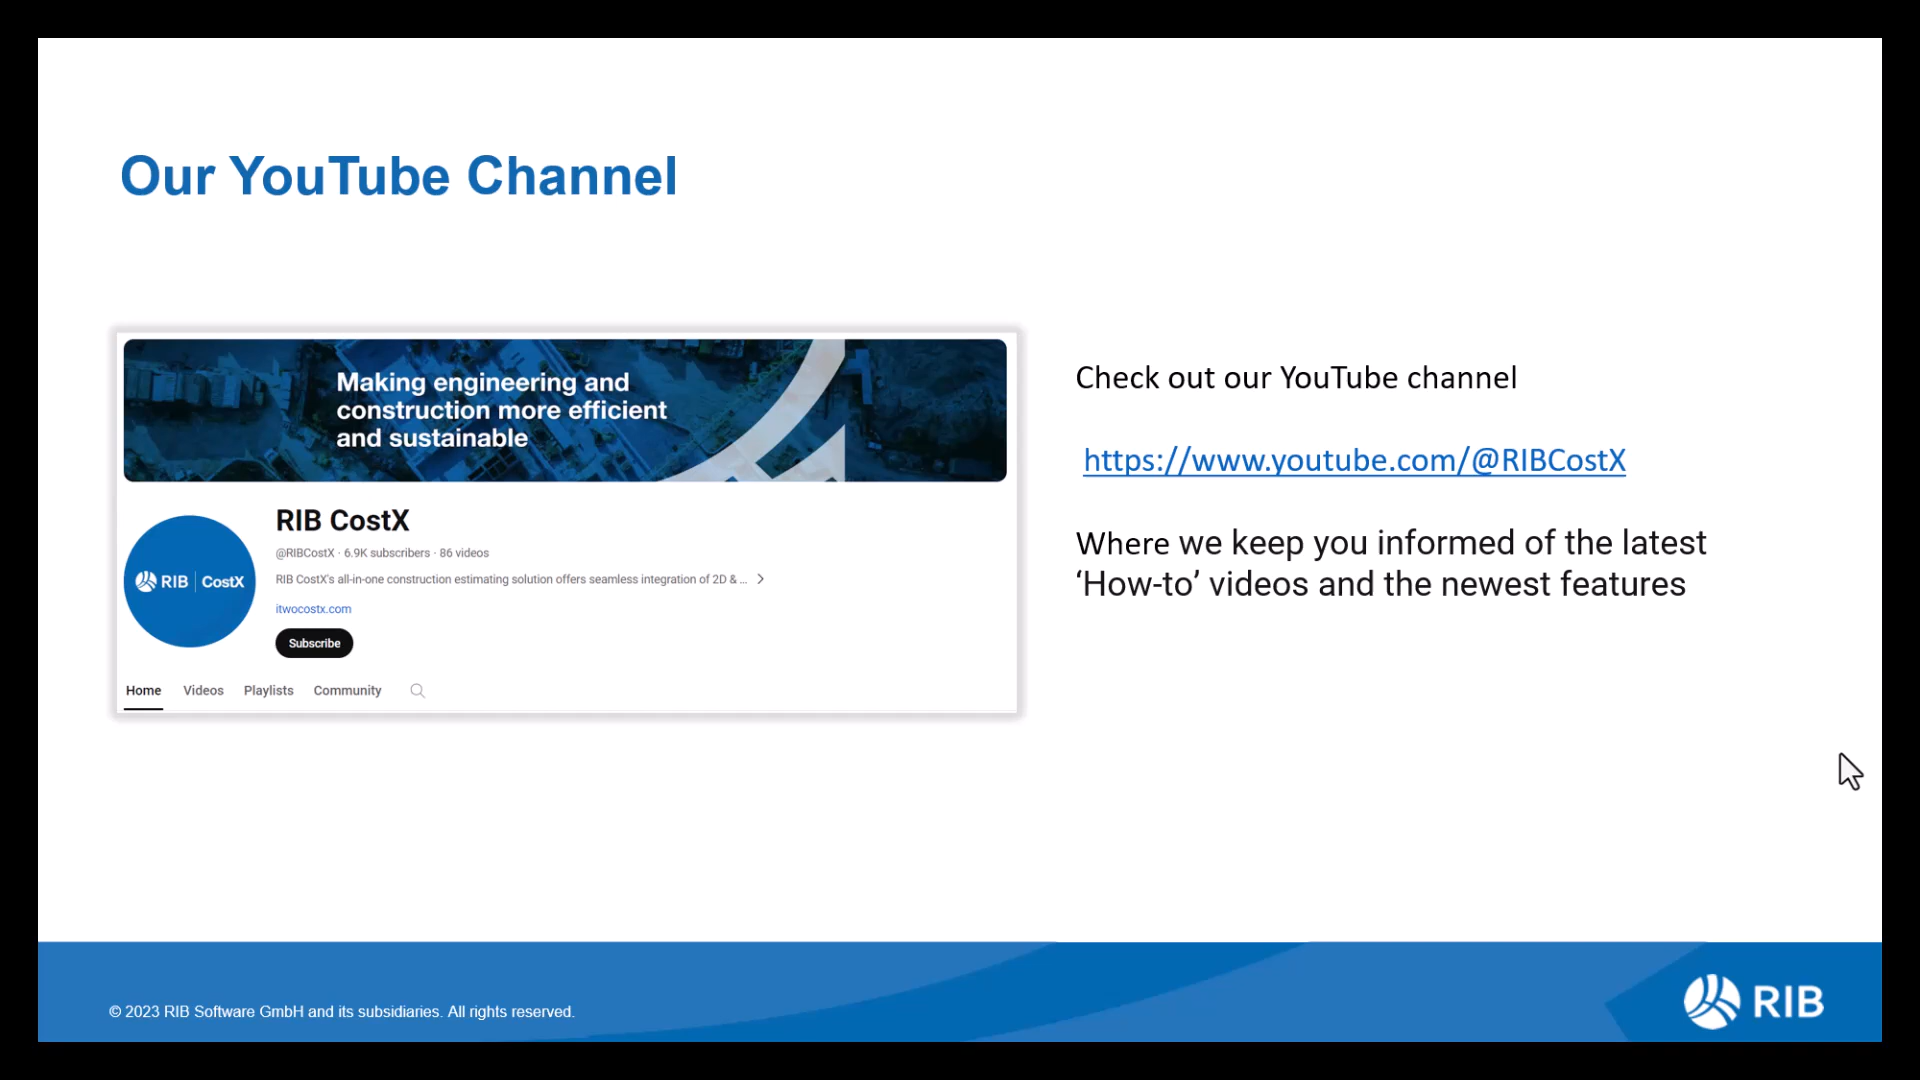 Our YouTube Channel
Making engineering and
construction more efficient
and sustainable
RIB CostX
@RIBCostX · 6.9K subscribers · 86 videos
RIB CostX's all-in-one construction estimating solution offers seamless integration of 2D & ...
itwocostx.com
Subscribe
RIB | CostX
Home Videos Playlists Community
Check out our YouTube channel
https://www.youtube.com/@RIBCostX
Where we keep you informed of the latest
‘How-to’ videos and the newest features
© 2023 RIB Software GmbH and its subsidiaries. All rights reserved.
RIB